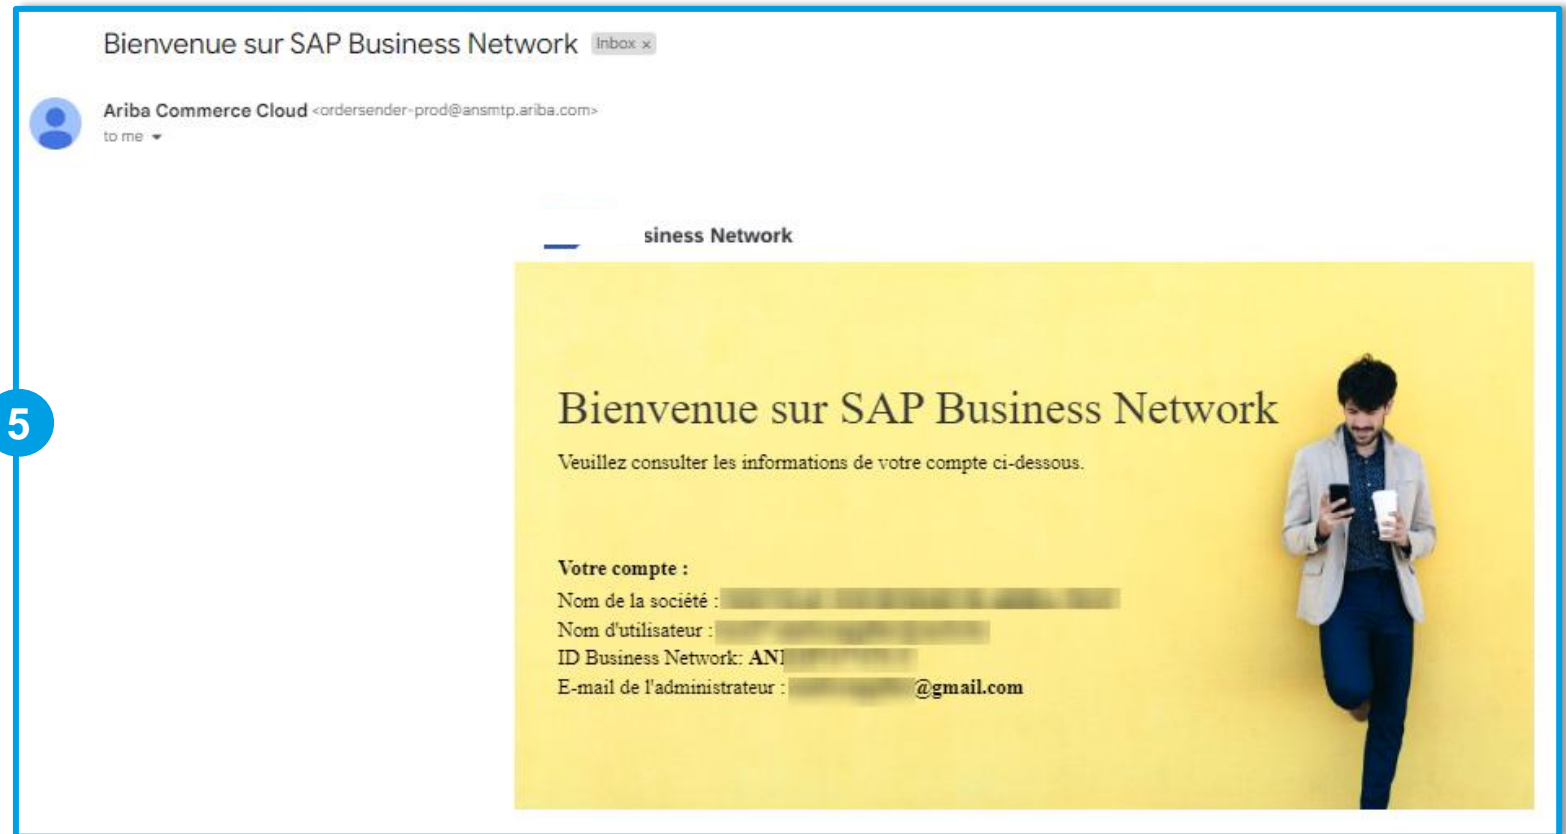 Bienvenue sur SAP Business Network Inbox x
Ariba Commerce Cloud <ordersender-prod@ansmtp.ariba.com>
to me
siness Network
5
Bienvenue sur SAP Business Network
Veuillez consulter les informations de votre compte ci-dessous.
Votre compte :
Nom de la société :
Nom d'utilisateur :
ID Business Network: AN
E-mail de l'administrateur : @gmail.com